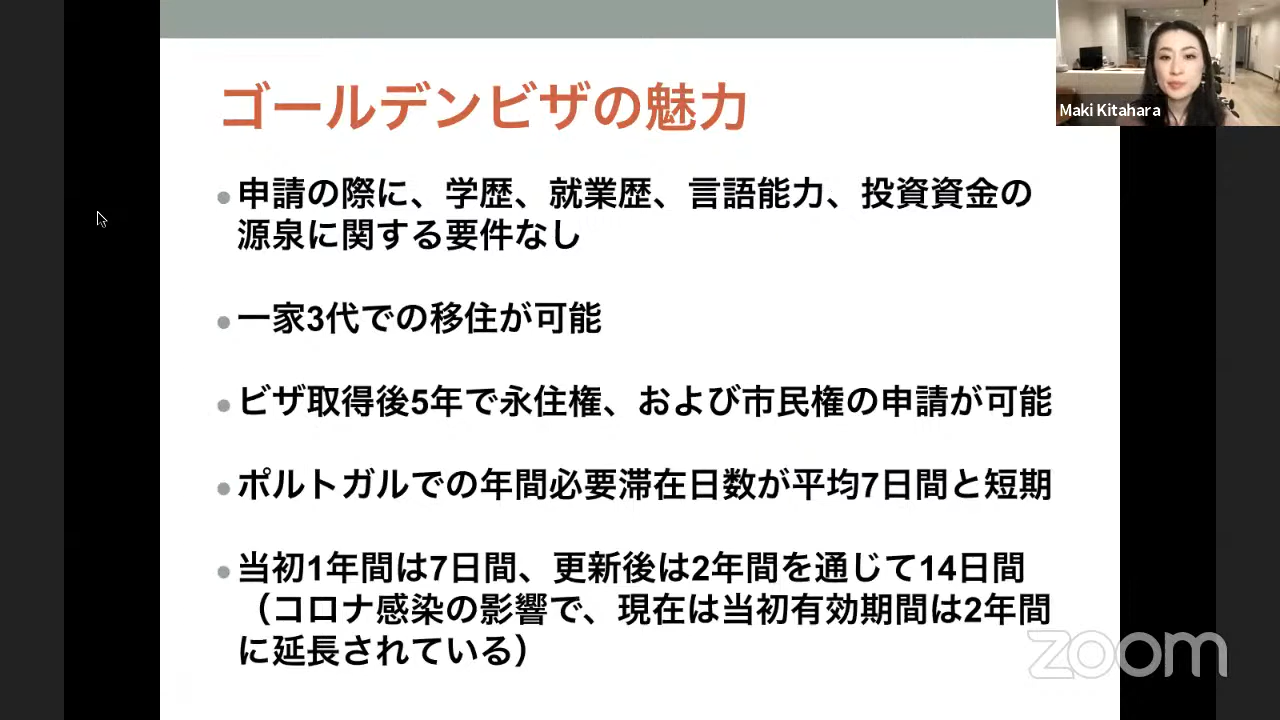 ゴールデンビザの魅力
Maki Kitahara
申請の際に、学歴、就業歴、言語能力、投資資金の
源泉に関する要件なし
一家3代での移住が可能
ビザ取得後5年で永住権、および市民権の申請が可能
ポルトガルでの年間必要滞在日数が平均7日間と短期
当初1年間は7日間、更新後は2年間を通じて14日間
（コロナ感染の影響で、現在は当初有効期間は2年間
に延長されている）
zoom